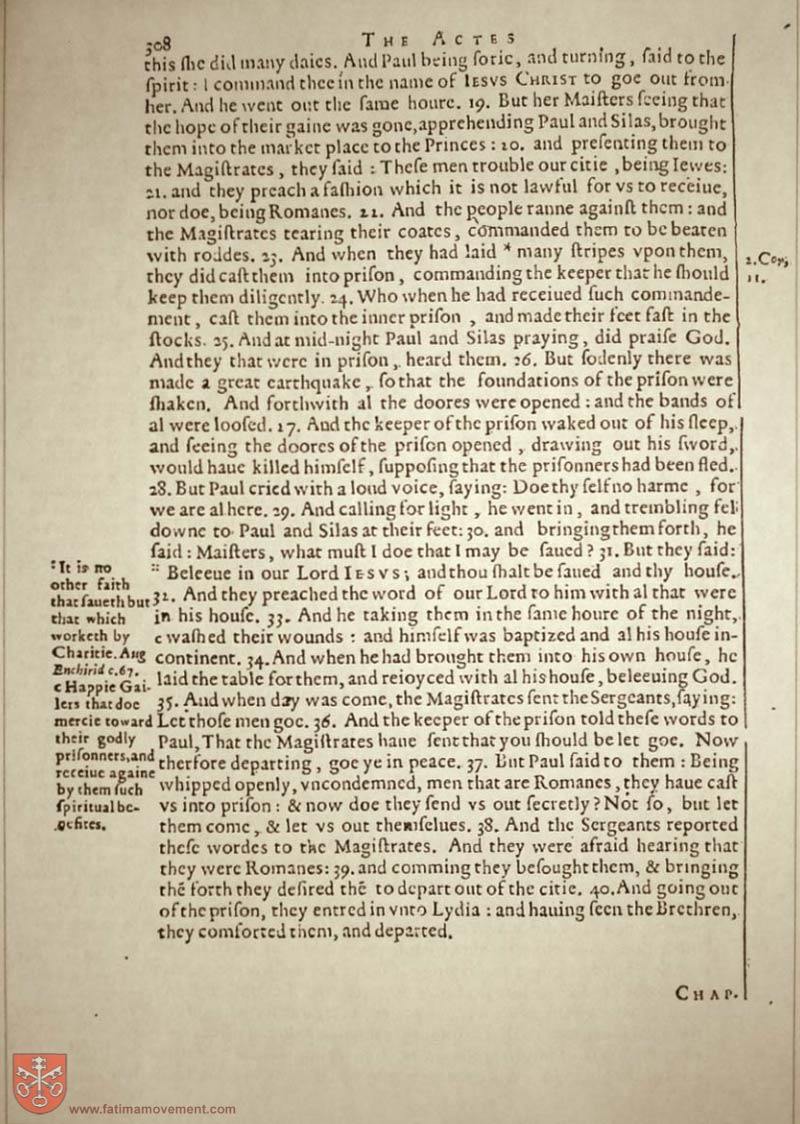 308 THE ACTES
this ſhe did many daies. And Paul being ſorie, and turning, ſaid to the
ſpirit: I command thee in the name of IESVS CHRIST to goe out from
her. And he went out the ſame houre. 19. But her Maiſters ſeeing that
the hope of their gaine was gone, apprehending Paul and Silas, brought
them into the market place to the Princes: 20. and preſenting them to
the Magiſtrates, they ſaid: Theſe men trouble our citie, being Iewes:
21. and they preach a faſhion which it is not lawful for vs to receiue,
nor doe, being Romanes. 22. And the people ranne againſt them: and
the Magiſtrates tearing their coates, cõmanded them to be beaten
with roddes. 23. And when they had laid * many ſtripes vpon them,
2. Cor,
they did caſt them into priſon, commanding the keeper that he ſhould
11.
keep them diligently. 24. Who when he had receiued ſuch commande-
ment, caſt them into the inner priſon, and made their feet faſt in the
ſtocks. 25. And at mid-night Paul and Silas praying, did praiſe God.
And they that were in priſon, heard them. 26. But ſodenly there was
made a great earthquake, ſo that the foundations of the priſon were
ſhaken. And forthwith al the doores were opened: and the bands of
al were looſed. 27. And the keeper of the priſon waked out of his ſleep,
and ſeeing the doores of the priſon opened, drawing out his ſword,
would haue killed himſelf, ſuppoſing that the priſonners had been fled.
28. But Paul cried with a loud voice, ſaying: Doe thy ſelf no harme, for
we are al here. 29. And calling for light, he went in, and trembling fel
downe to Paul and Silas at their feet: 30. and bringing them forth, he
ſaid: Maiſters, what muſt I doe that I may be ſaued? 31. But they ſaid:
:: Beleeue in our Lord IESVS; and thou ſhalt be ſaued and thy houſe.
32. And they preached the word of our Lord to him with al that were
in his houſe. 33. And he taking them in the ſame houre of the night,
c waſhed their wounds: and himſelf was baptized and al his houſe in-
continent. 34. And when he had brought them into his own houſe, he
laid the table for them, and reioyced with al his houſe, beleeuing God.
35. And when day was come, the Magiſtrates ſent the Sergeants, ſaying:
Let thoſe men goe. 36. And the keeper of the priſon told theſe words to
Paul, That the Magiſtrates haue ſent that you ſhould be let goe. Now
therfore departing, goe ye in peace. 37. But Paul ſaid to them: Being
whipped openly, vncondemned, men that are Romanes, they haue caſt
vs into priſon: & now doe they ſend vs out ſecretly? Not ſo, but let
them come, & let vs out themſelues. 38. And the Sergeants reported
theſe wordes to the Magiſtrates. And they were afraid hearing that
they were Romanes: 39. and comming they beſought them, & bringing
thẽ forth they deſired thẽ to depart out of the citie. 40. And going out
of the priſon, they entred in vnto Lydia: and hauing ſeen the Brethren,
they comforted them, and departed.
:: It is no
other faith
that ſaueth but
that which
worketh by
Charitie. Aug
Enchirid c. 67.
c Happie Gai-
lers that doe
mercie toward
their godly
priſonners, and
receiue againe
by them ſuch
ſpiritual be-
nefites.
CHAP.
www.fatimamovement.com